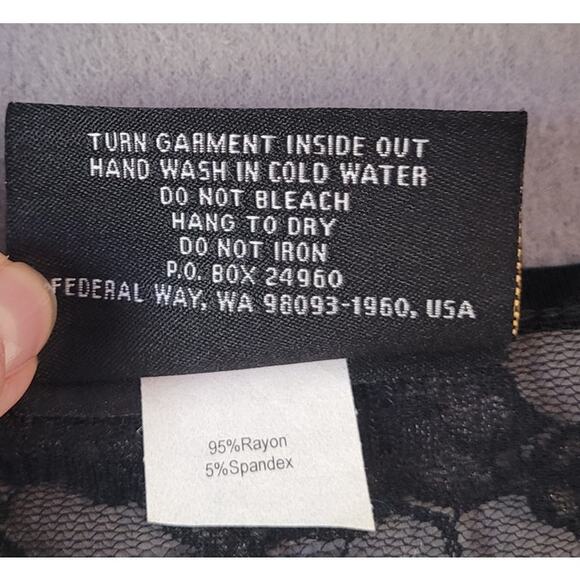 TURN GARMENT INSIDE OUT
HAND WASH IN COLD WATER
DO NOT BLEACH
HANG TO DRY
DO NOT IRON
P.O. BOX 24960
FEDERAL WAY, WA 98093-1960, USA
95%Rayon
5%Spandex